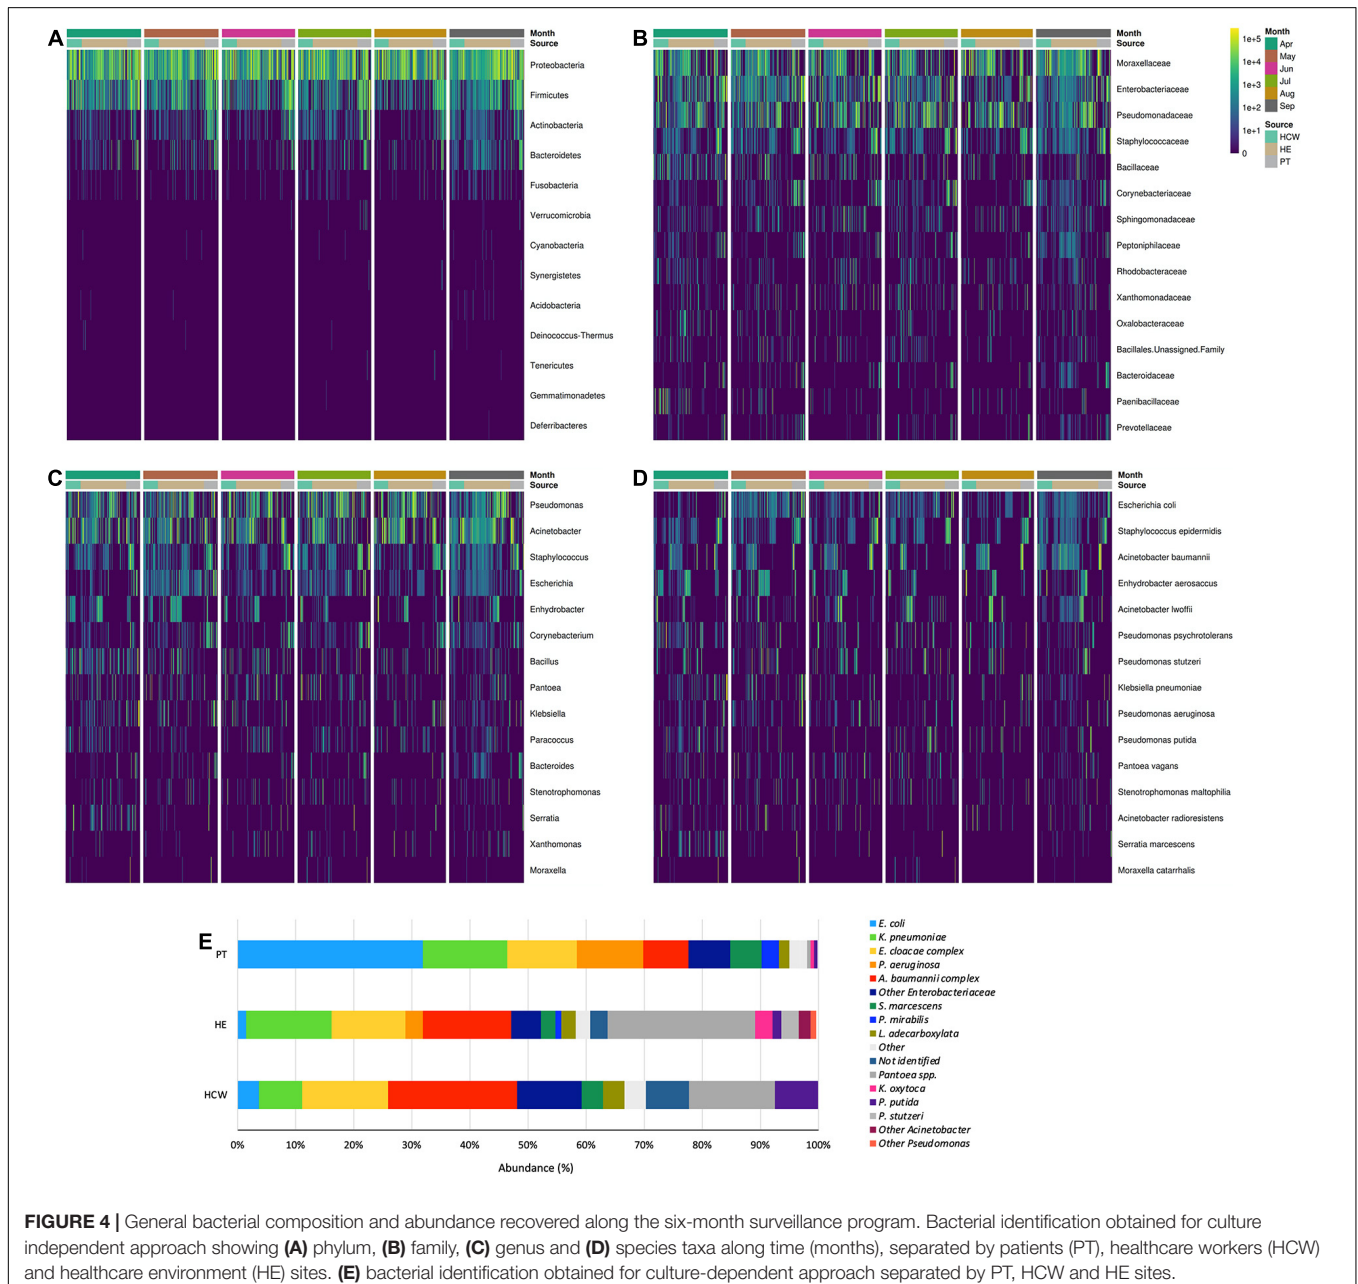 A
Month
Source
Proteobacteria
Firmicutes
Actinobacteria
Bacteroidetes
Fusobacteria
Verrucomicrobia
Cyanobacteria
Synergistetes
Acidobacteria
Deinococcus-Thermus
Tenericutes
Gemmatimonadetes
Deferribacteres
B
Month
Source
Moraxellaceae
Enterobacteriaceae
Pseudomonadaceae
Staphylococcaceae
Bacillaceae
Corynebacteriaceae
Sphingomonadaceae
Peptoniphilaceae
Rhodobacteraceae
Xanthomonadaceae
Oxalobacteraceae
Bacillales.Unassigned.Family
Bacteroidaceae
Paenibacillaceae
Prevotellaceae
1e+5
1e+4
1e+3
1e+2
1e+1
0
Month
Apr
May
Jun
Jul
Aug
Sep
Source
HCW
HE
PT
C
Month
Source
Pseudomonas
Acinetobacter
Staphylococcus
Escherichia
Enhydrobacter
Corynebacterium
Bacillus
Pantoea
Klebsiella
Paracoccus
Bacteroides
Stenotrophomonas
Serratia
Xanthomonas
Moraxella
D
Month
Source
Escherichia coli
Staphylococcus epidermidis
Acinetobacter baumannii
Enhydrobacter aerosaccus
Acinetobacter lwoffii
Pseudomonas psychrotolerans
Pseudomonas stutzeri
Klebsiella pneumoniae
Pseudomonas aeruginosa
Pseudomonas putida
Pantoea vagans
Stenotrophomonas maltophilia
Acinetobacter radioresistens
Serratia marcescens
Moraxella catarrhalis
E
PT
HE
HCW
0% 10% 20% 30% 40% 50% 60% 70% 80% 90% 100%
Abundance (%)
E. coli
K. pneumoniae
E. cloacae complex
P. aeruginosa
A. baumannii complex
Other Enterobacteriaceae
S. marcescens
P. mirabilis
L. adecarboxylata
Other
Not identified
Pantoea spp.
K. oxytoca
P. putida
P. stutzeri
Other Acinetobacter
Other Pseudomonas
FIGURE 4 | General bacterial composition and abundance recovered along the six-month surveillance program. Bacterial identification obtained for culture
independent approach showing (A) phylum, (B) family, (C) genus and (D) species taxa along time (months), separated by patients (PT), healthcare workers (HCW)
and healthcare environment (HE) sites. (E) bacterial identification obtained for culture-dependent approach separated by PT, HCW and HE sites.